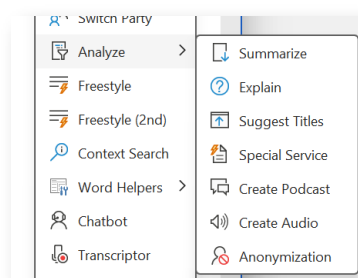 Switch Party
Analyze
Freestyle
Freestyle (2nd)
Context Search
Word Helpers
Chatbot
Transcriptor
Summarize
Explain
Suggest Titles
Special Service
Create Podcast
Create Audio
Anonymization